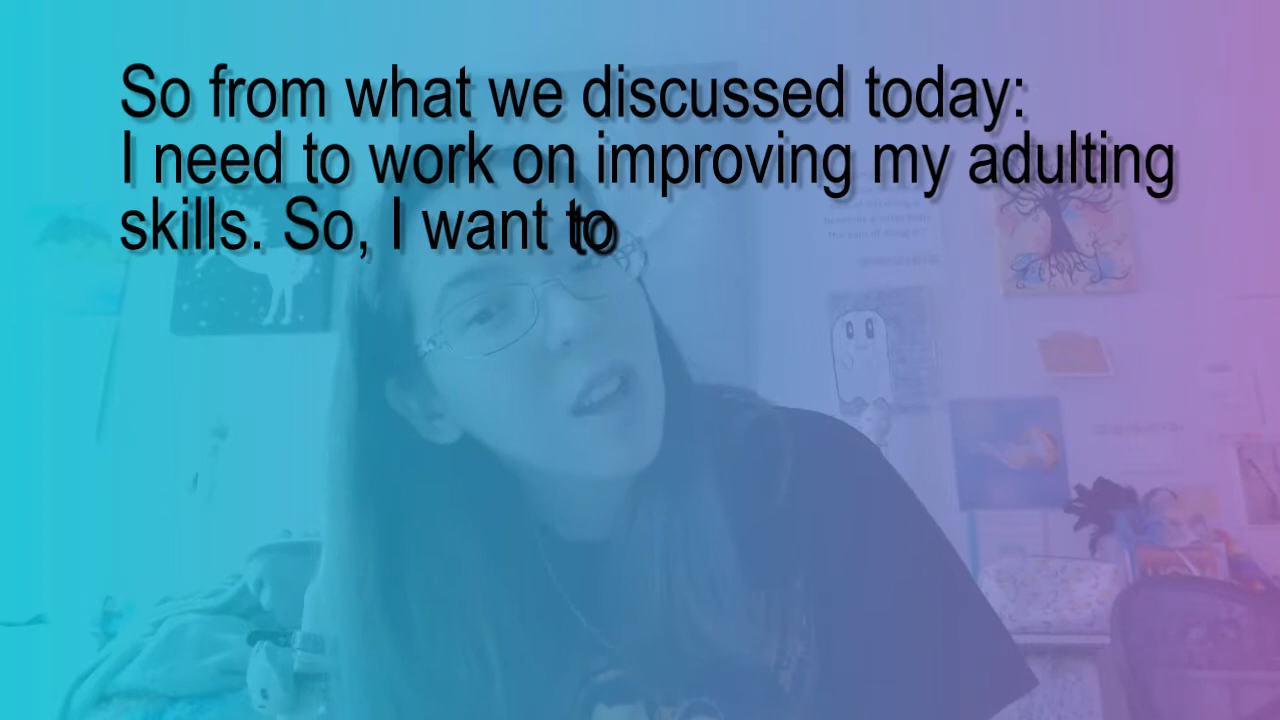 So from what we discussed today:
I need to work on improving my adulting
skills. So, I want to